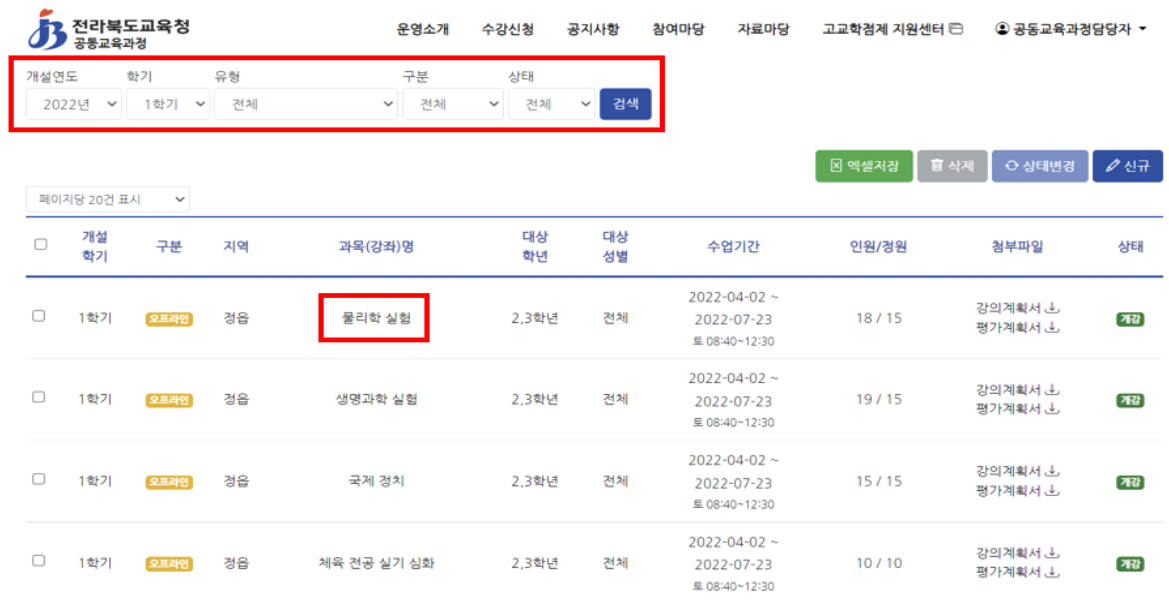 전라북도교육청
공동교육과정
운영소개 수강신청 공지사항 참여마당 자료마당 고교학점제 지원센터 공동교육과정담당자
개설연도 학기 유형 구분 상태
2022년 1학기 전체 전체 전체 검색
엑셀저장 삭제 상태변경 신규
페이지당 20건 표시
개설 학기 구분 지역 과목(강좌)명 대상 학년 대상 성별 수업기간 인원/정원 첨부파일 상태
1학기 오프라인 정읍 물리학 실험 2,3학년 전체 2022-04-02 ~ 2022-07-23 토 08:40~12:30 18 / 15 강의계획서 평가계획서 개강
1학기 오프라인 정읍 생명과학 실험 2,3학년 전체 2022-04-02 ~ 2022-07-23 토 08:40~12:30 19 / 15 강의계획서 평가계획서 개강
1학기 오프라인 정읍 국제 정치 2,3학년 전체 2022-04-02 ~ 2022-07-23 토 08:40~12:30 15 / 15 강의계획서 평가계획서 개강
1학기 오프라인 정읍 체육 전공 실기 심화 2,3학년 전체 2022-04-02 ~ 2022-07-23 토 08:40~12:30 10 / 10 강의계획서 평가계획서 개강